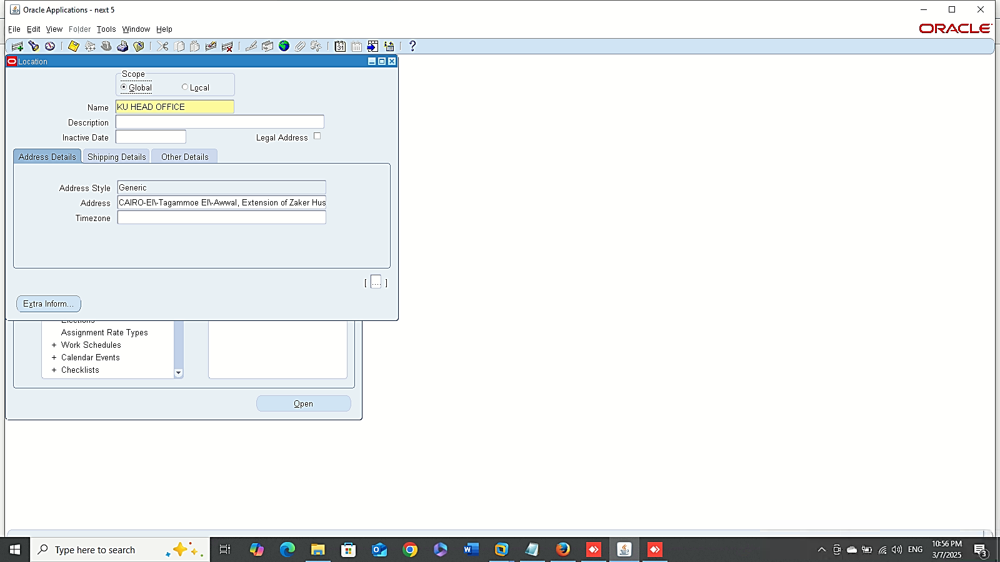 Oracle Applications - next 5
File Edit View Folder Tools Window Help
ORACLE
31
?
Location
Scope
Global Local
Name KU HEAD OFFICE
Description
Inactive Date Legal Address
Address Details Shipping Details Other Details
Address Style Generic
Address CAIRO-El\-Tagammoe El\-Awwal, Extension of Zaker Hus
Timezone
[ .... ]
Extra Inform...
Elections
Assignment Rate Types
+ Work Schedules
+ Calendar Events
+ Checklists
Open
Type here to search
ENG
10:56 PM
3/7/2025
3